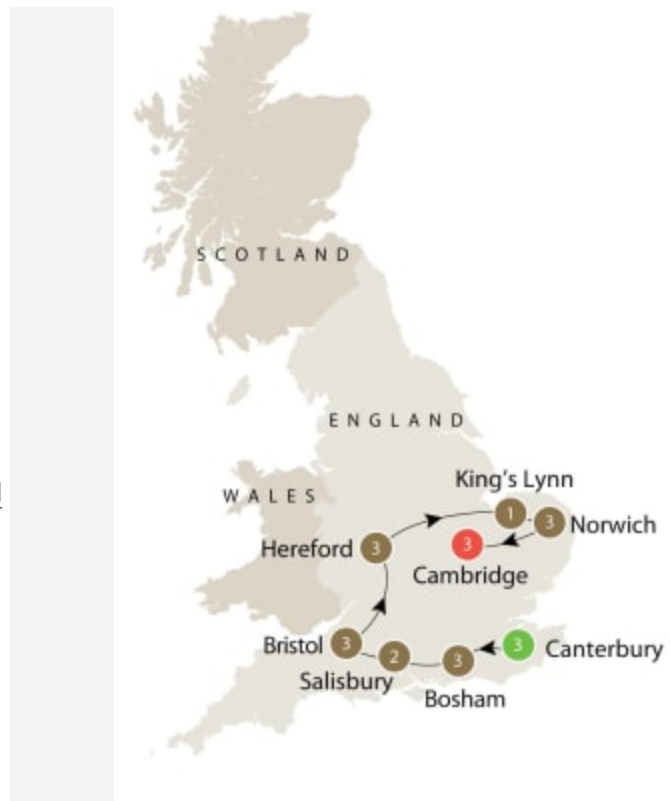 SCOTLAND
ENGLAND
WALES
King's Lynn
1
3 Norwich
Hereford 3
3
Cambridge
Bristol 3
2
Salisbury
3
Bosham
3 Canterbury